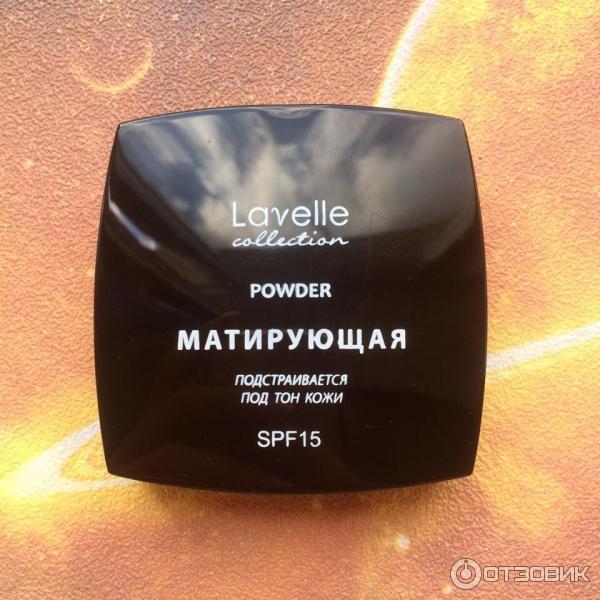 Lavelle
collection
POWDER
МАТИРУЮЩАЯ
ПОДСТРАИВАЕТСЯ
ПОД ТОН КОЖИ
SPF15
ОТЗОВИК